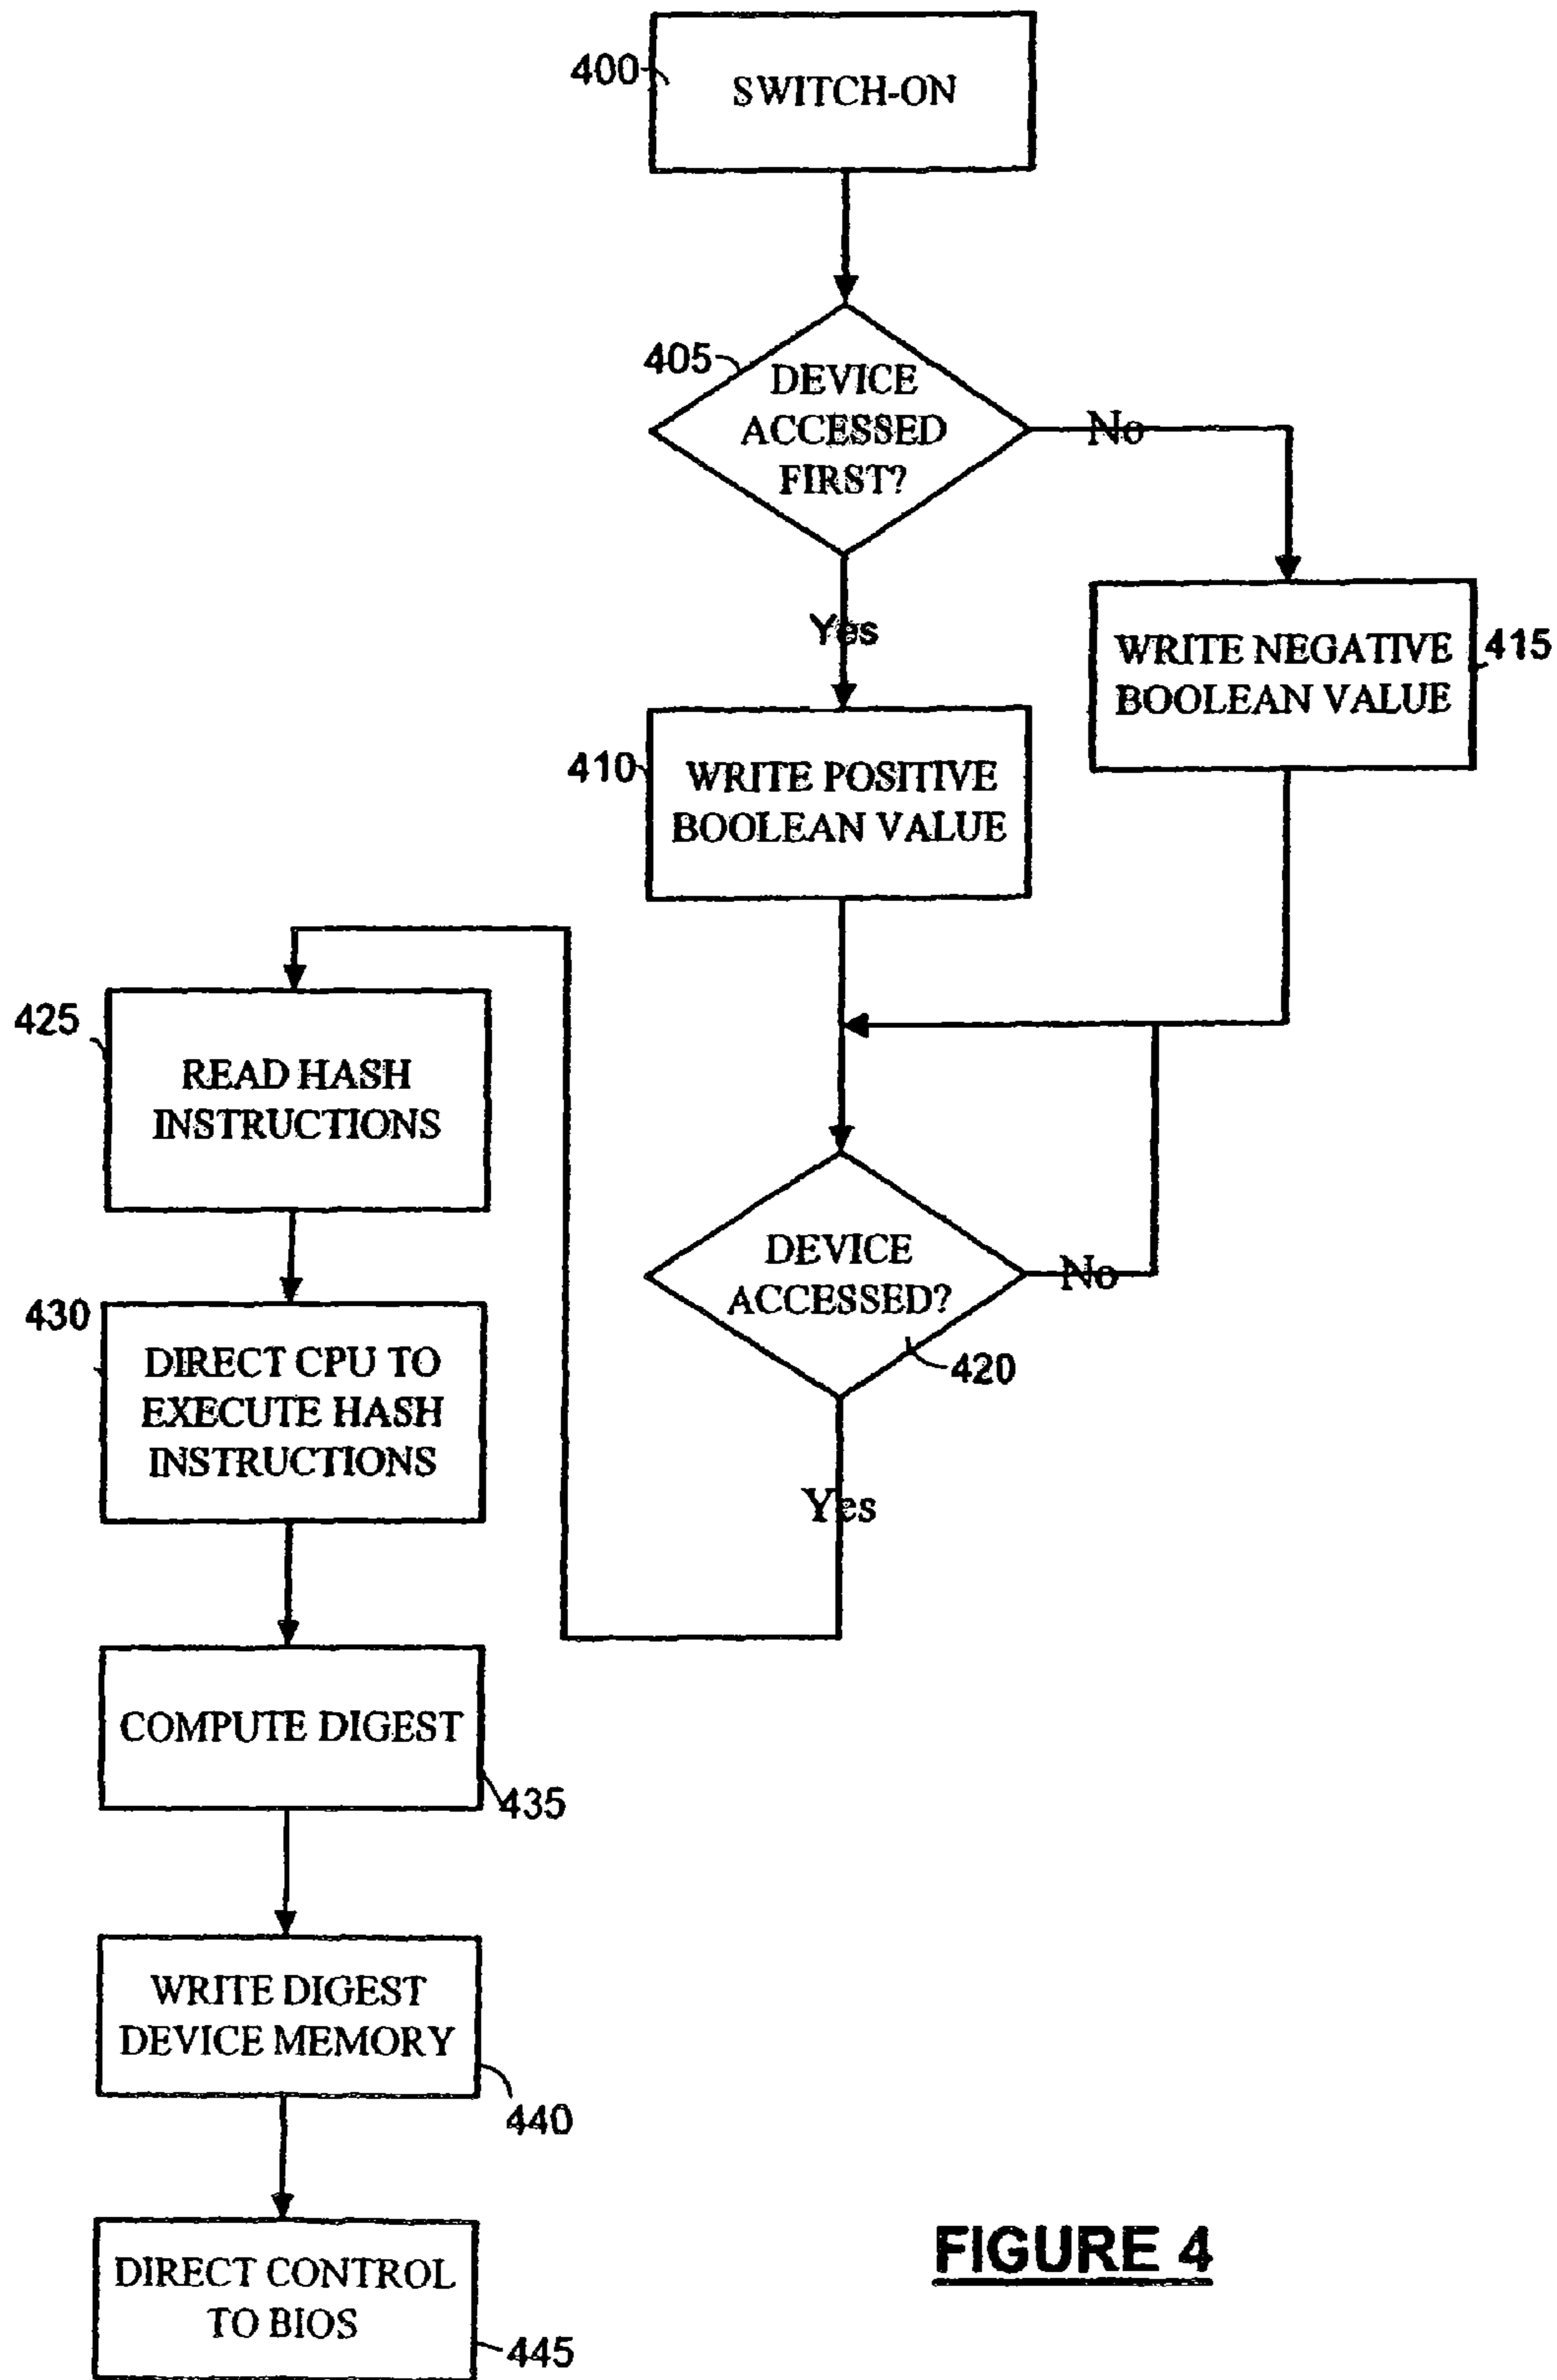 400
SWITCH-ON
405
DEVICE
ACCESSED
FIRST?
No
Yes
WRITE NEGATIVE
BOOLEAN VALUE
415
410
WRITE POSITIVE
BOOLEAN VALUE
425
READ HASH
INSTRUCTIONS
DEVICE
ACCESSED?
No
420
430
DIRECT CPU TO
EXECUTE HASH
INSTRUCTIONS
Yes
COMPUTE DIGEST
435
WRITE DIGEST
DEVICE MEMORY
440
DIRECT CONTROL
TO BIOS
445
FIGURE 4